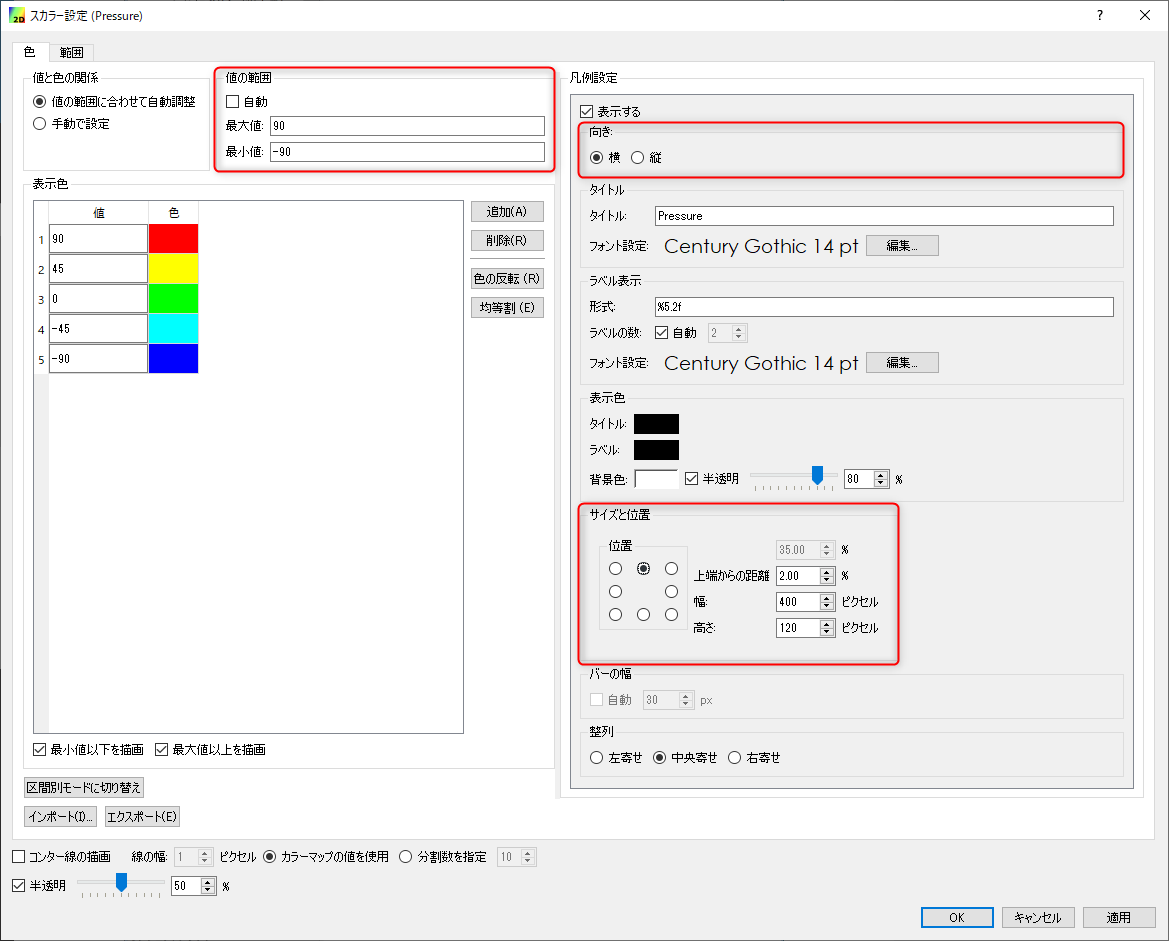 2D スカラー設定 (Pressure) ?
色 範囲
値と色の関係
値の範囲に合わせて自動調整
手動で設定
値の範囲
自動
最大値: 90
最小値: -90
表示色
値 色
1 90
2 45
3 0
4 -45
5 -90
追加(A)
削除(R)
色の反転 (R)
均等割 (E)
最小値以下を描画 最大値以上を描画
区間別モードに切り替え
インポート(I)... エクスポート(E)
凡例設定
表示する
向き:
横 縦
タイトル
タイトル: Pressure
フォント設定: Century Gothic 14 pt 編集...
ラベル表示
形式: %5.2f
ラベルの数: 自動 2
フォント設定: Century Gothic 14 pt 編集...
表示色
タイトル:
ラベル:
背景色: 半透明 80 %
サイズと位置
位置
35.00 %
上端からの距離 2.00 %
幅: 400 ピクセル
高さ: 120 ピクセル
バーの幅
自動 30 px
整列
左寄せ 中央寄せ 右寄せ
コンター線の描画 線の幅: 1 ピクセル カラーマップの値を使用 分割数を指定 10
半透明 50 %
OK キャンセル 適用